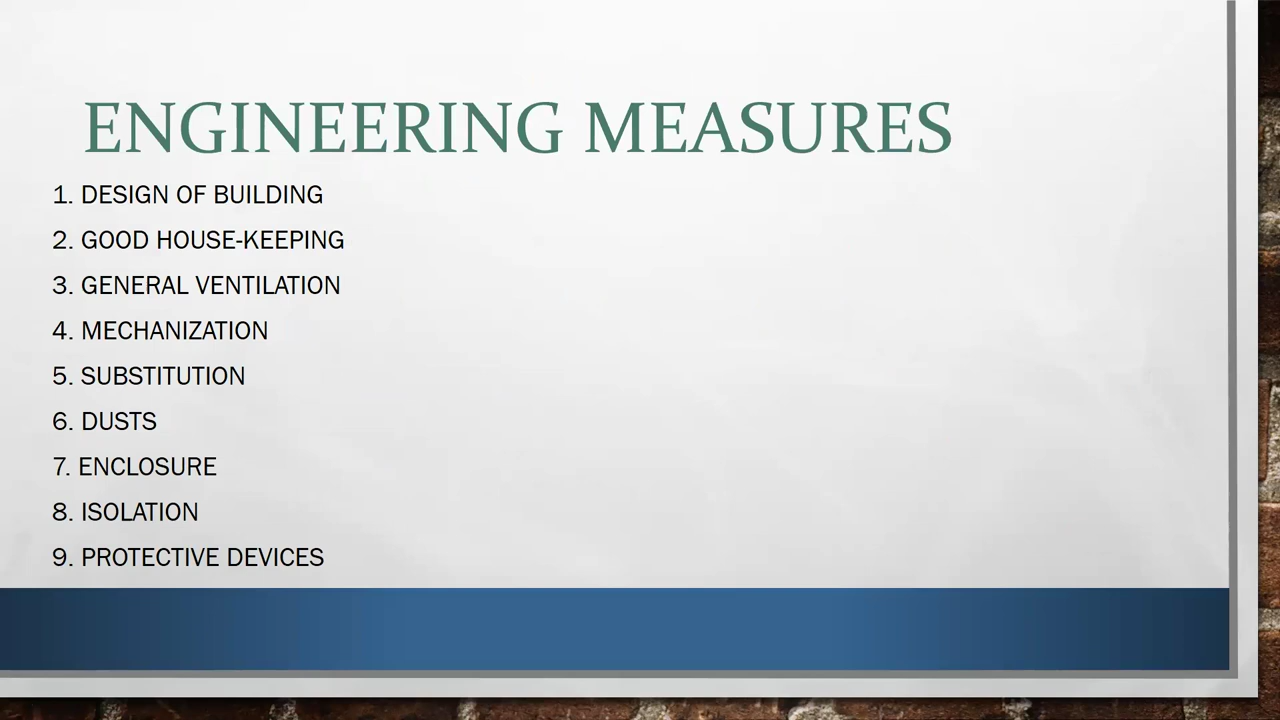 ENGINEERING MEASURES
1. DESIGN OF BUILDING
2. GOOD HOUSE-KEEPING
3. GENERAL VENTILATION
4. MECHANIZATION
5. SUBSTITUTION
6. DUSTS
7. ENCLOSURE
8. ISOLATION
9. PROTECTIVE DEVICES